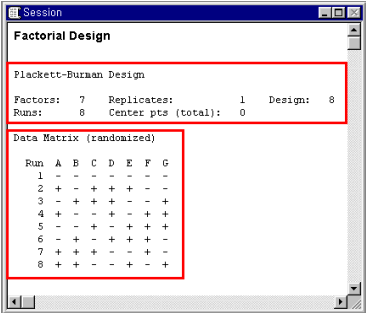 Session
Factorial Design
Plackett-Burman Design
Factors: 7 Replicates: 1 Design: 8
Runs: 8 Center pts (total): 0
Data Matrix (randomized)
Run A B C D E F G
1 - - - - - - -
2 + - + + + - -
3 - + + + - - +
4 + - - + - + +
5 - - + - + + +
6 - + - + + + -
7 + + + - - + -
8 + + - - + - +